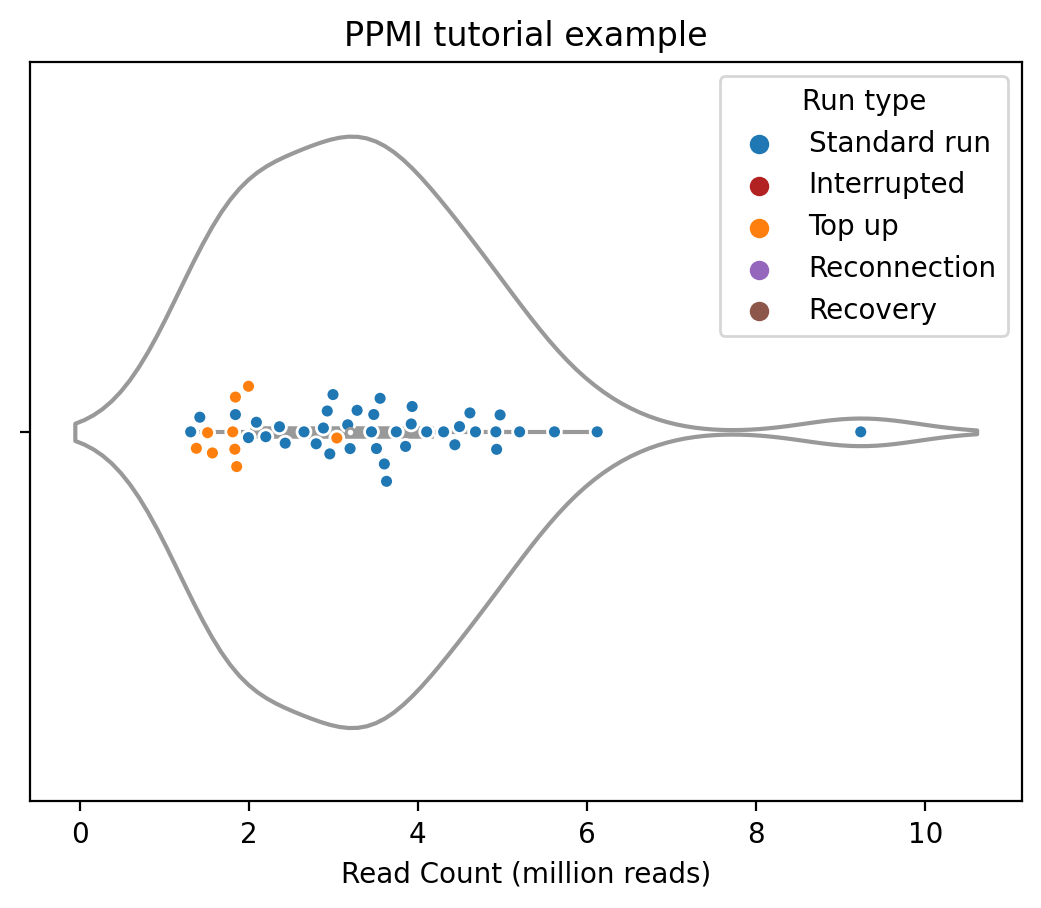 PPMI tutorial example
Run type
Standard run
Interrupted
Top up
Reconnection
Recovery
0 2 4 6 8 10
Read Count (million reads)